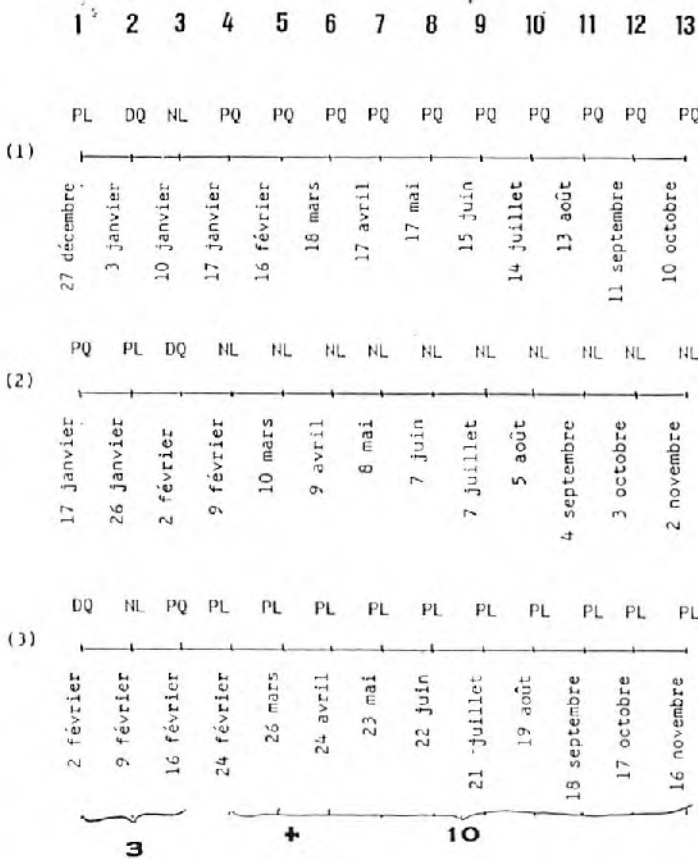 1 2 3 4 5 6 7 8 9 10 11 12 13
PL DQ NL PQ PQ PQ PQ PQ PQ PQ PQ PQ PQ
(1)
27 décembre 3 janvier 10 janvier 17 janvier 16 février 18 mars 17 avril 17 mai 15 juin 14 juillet 13 août 11 septembre 10 octobre
PQ PL DQ NL NL NL NL NL NL NL NL NL NL
(2)
17 janvier 26 janvier 2 février 9 février 10 mars 9 avril 8 mai 7 juin 7 juillet 5 août 4 septembre 3 octobre 2 novembre
DQ NL PQ PL PL PL PL PL PL PL PL PL PL
(3)
2 février 9 février 16 février 24 février 26 mars 24 avril 23 mai 22 juin 21 juillet 19 août 18 septembre 17 octobre 16 novembre
3 + 10